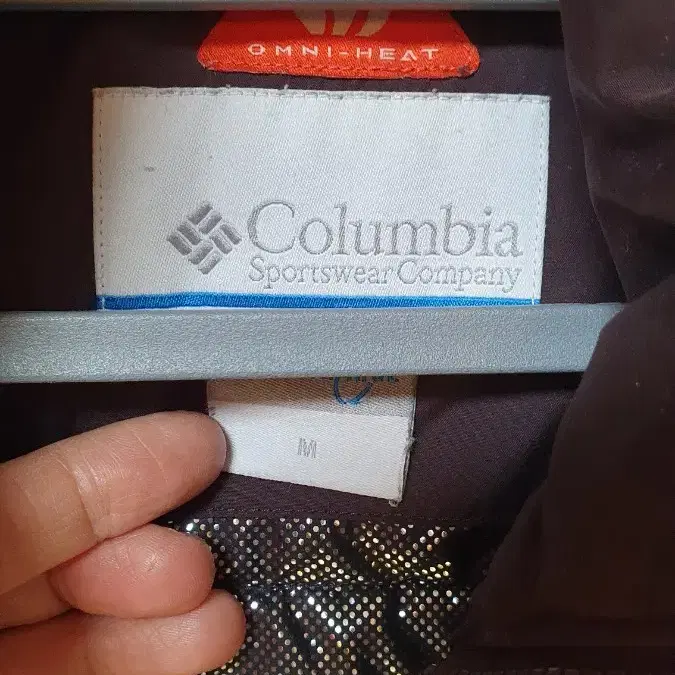 OMNI-HEAT
Columbia
Sportswear Company
M